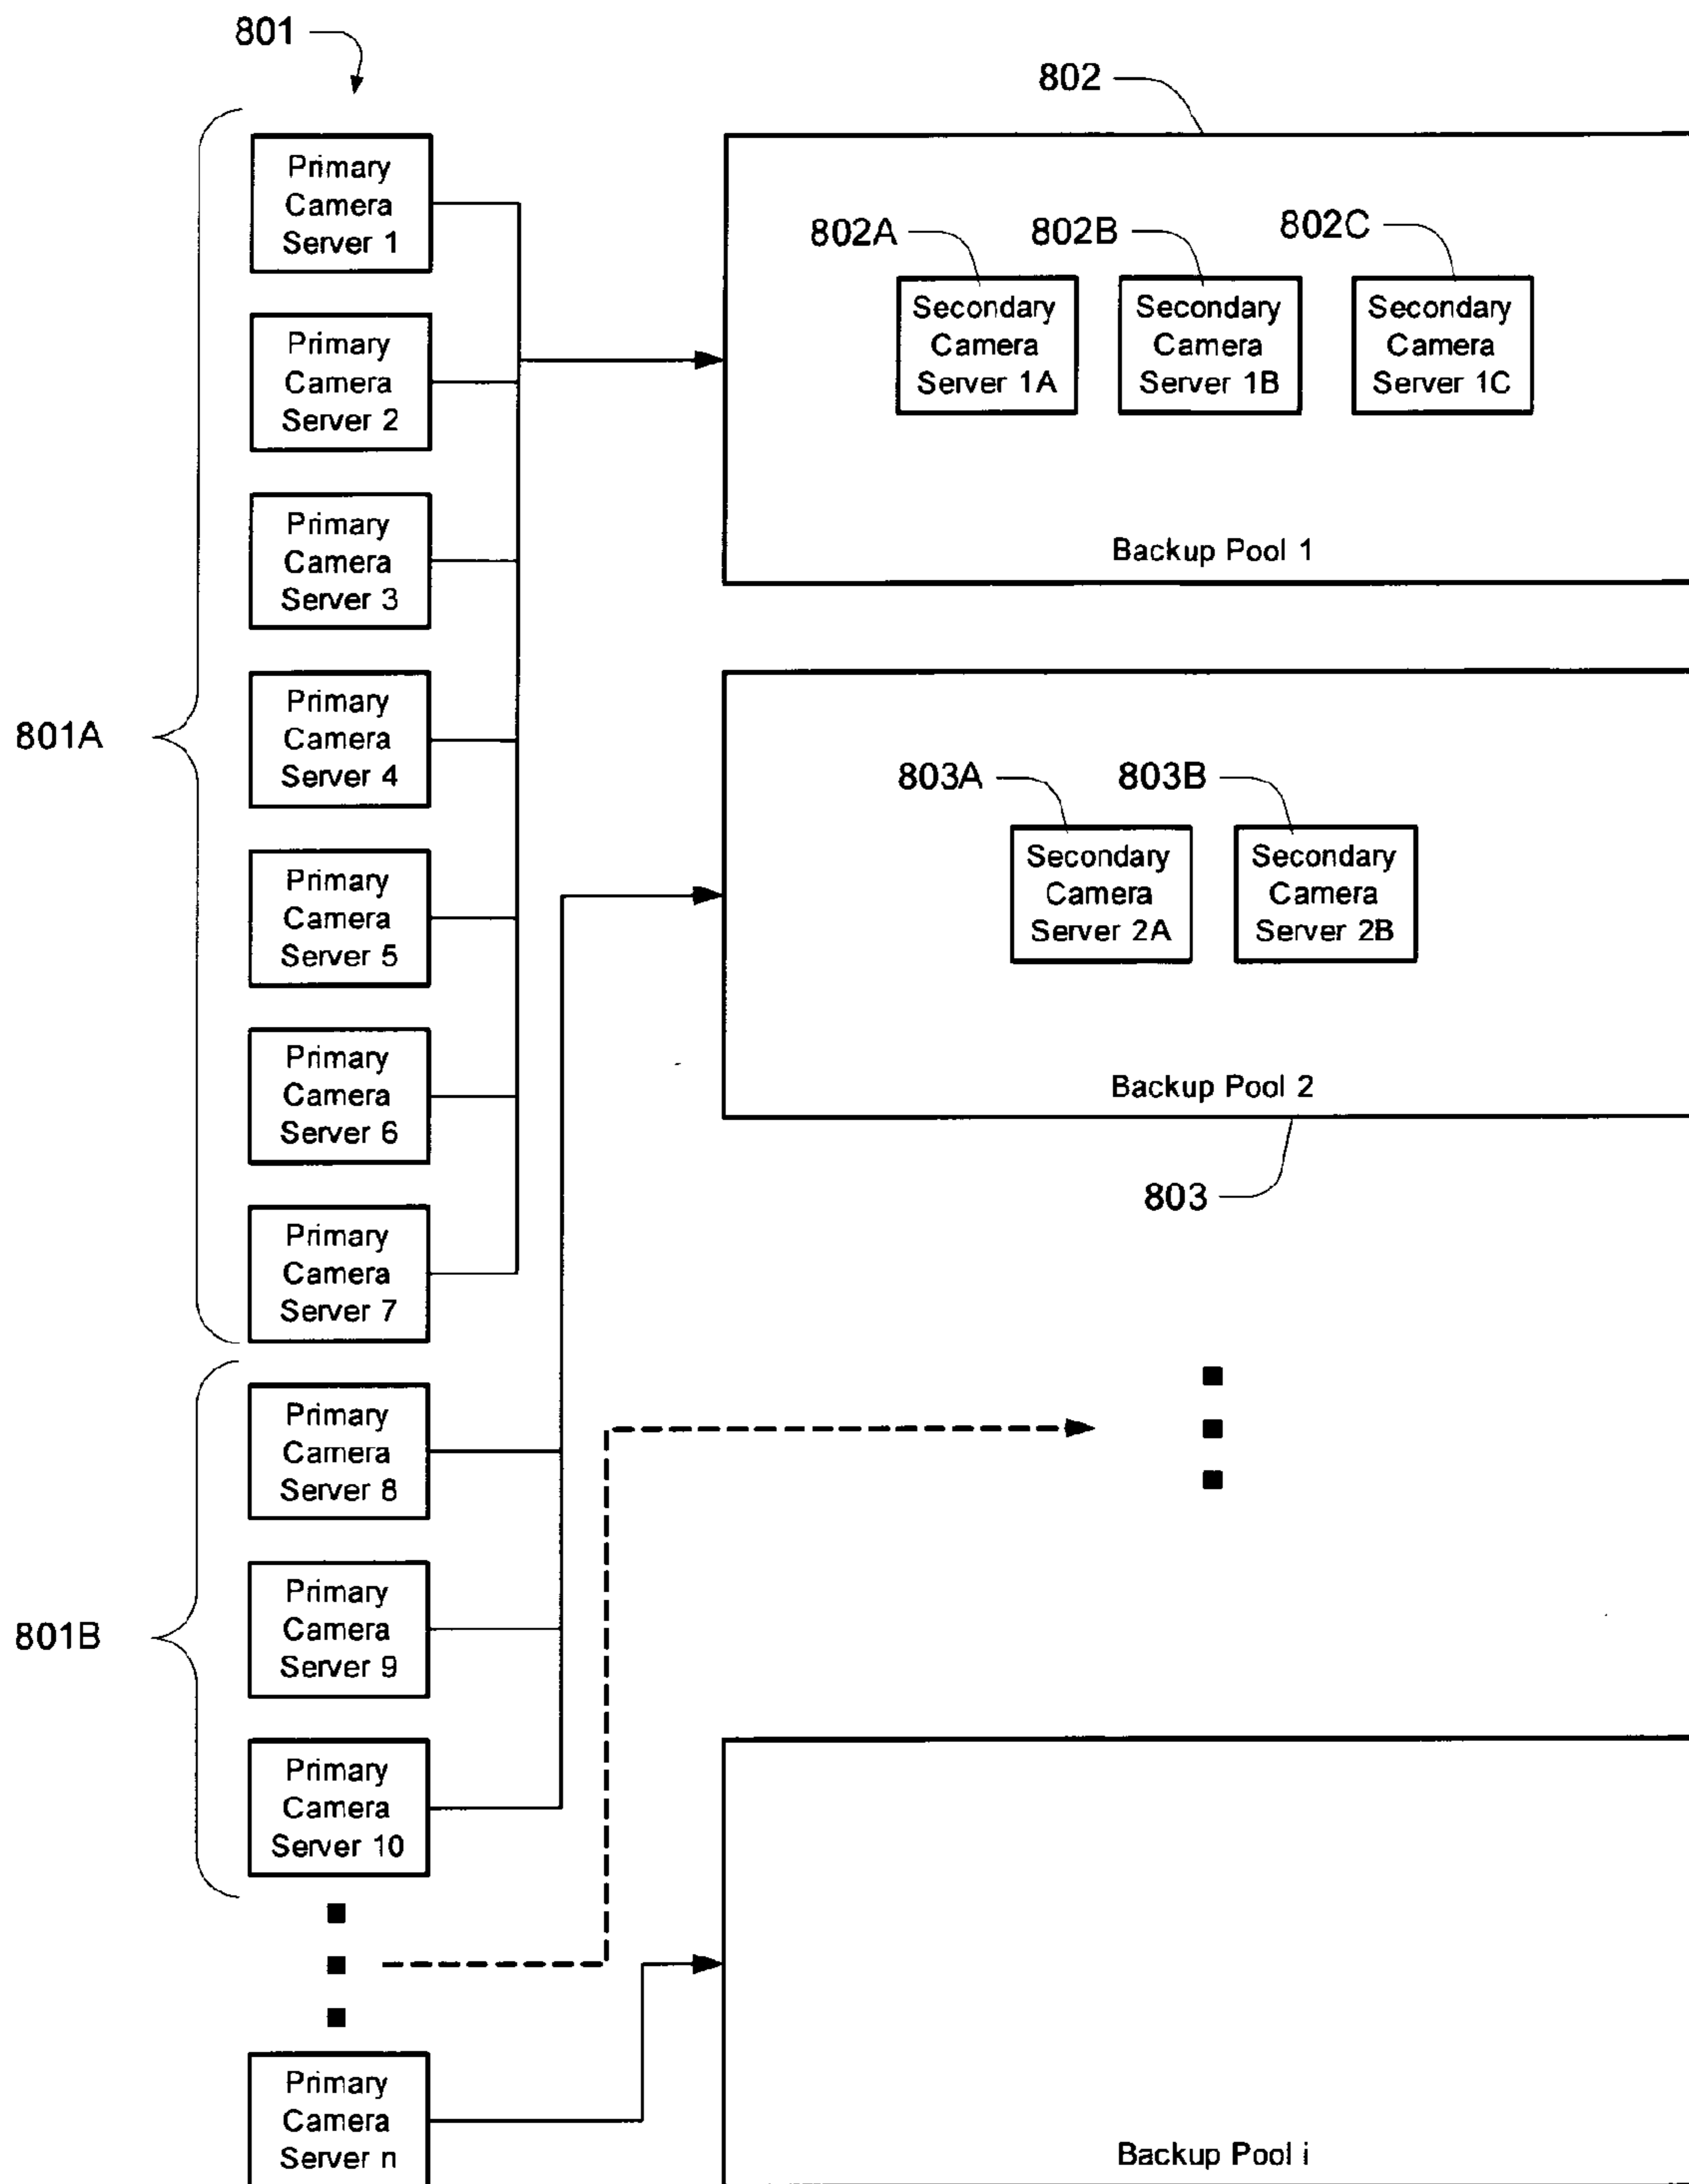 801
802
Primary
Camera
Server 1
802A
802B
802C
Secondary
Camera
Server 1A
Secondary
Camera
Server 1B
Secondary
Camera
Server 1C
Primary
Camera
Server 2
Primary
Camera
Server 3
Backup Pool 1
801A
Primary
Camera
Server 4
803A
803B
Secondary
Camera
Server 2A
Secondary
Camera
Server 2B
Primary
Camera
Server 5
Primary
Camera
Server 6
Backup Pool 2
803
Primary
Camera
Server 7
Primary
Camera
Server 8
801B
Primary
Camera
Server 9
Primary
Camera
Server 10
Primary
Camera
Server n
Backup Pool i